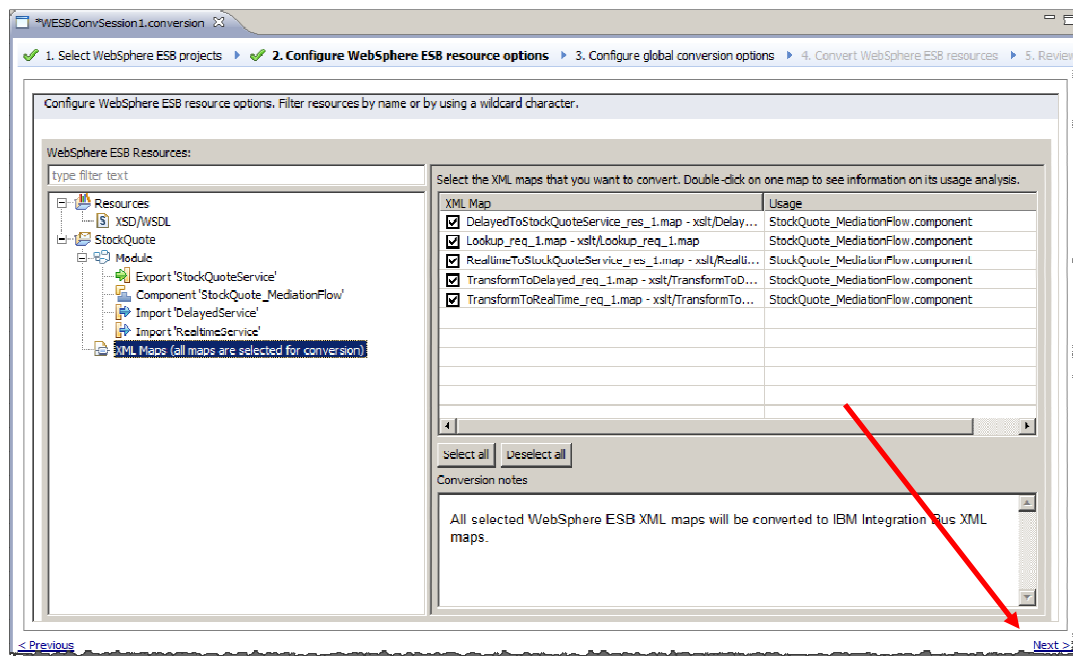 *WESBConvSession1.conversion
1. Select WebSphere ESB projects 2. Configure WebSphere ESB resource options 3. Configure global conversion options 4. Convert WebSphere ESB resources 5. Review
Configure WebSphere ESB resource options. Filter resources by name or by using a wildcard character.
WebSphere ESB Resources:
type filter text
Resources
XSD/WSDL
StockQuote
Module
Export 'StockQuoteService'
Component 'StockQuote_MediationFlow'
Import 'DelayedService'
Import 'RealtimeService'
XML Maps (all maps are selected for conversion)
Select the XML maps that you want to convert. Double-click on one map to see information on its usage analysis.
XML Map Usage
DelayedToStockQuoteService_res_1.map - xslt/Delay... StockQuote_MediationFlow.component
Lookup_req_1.map - xslt/Lookup_req_1.map StockQuote_MediationFlow.component
RealtimeToStockQuoteService_res_1.map - xslt/Realti... StockQuote_MediationFlow.component
TransformToDelayed_req_1.map - xslt/TransformToD... StockQuote_MediationFlow.component
TransformToRealTime_req_1.map - xslt/TransformTo... StockQuote_MediationFlow.component
Select all Deselect all
Conversion notes
All selected WebSphere ESB XML maps will be converted to IBM Integration Bus XML
maps.
< Previous Next >